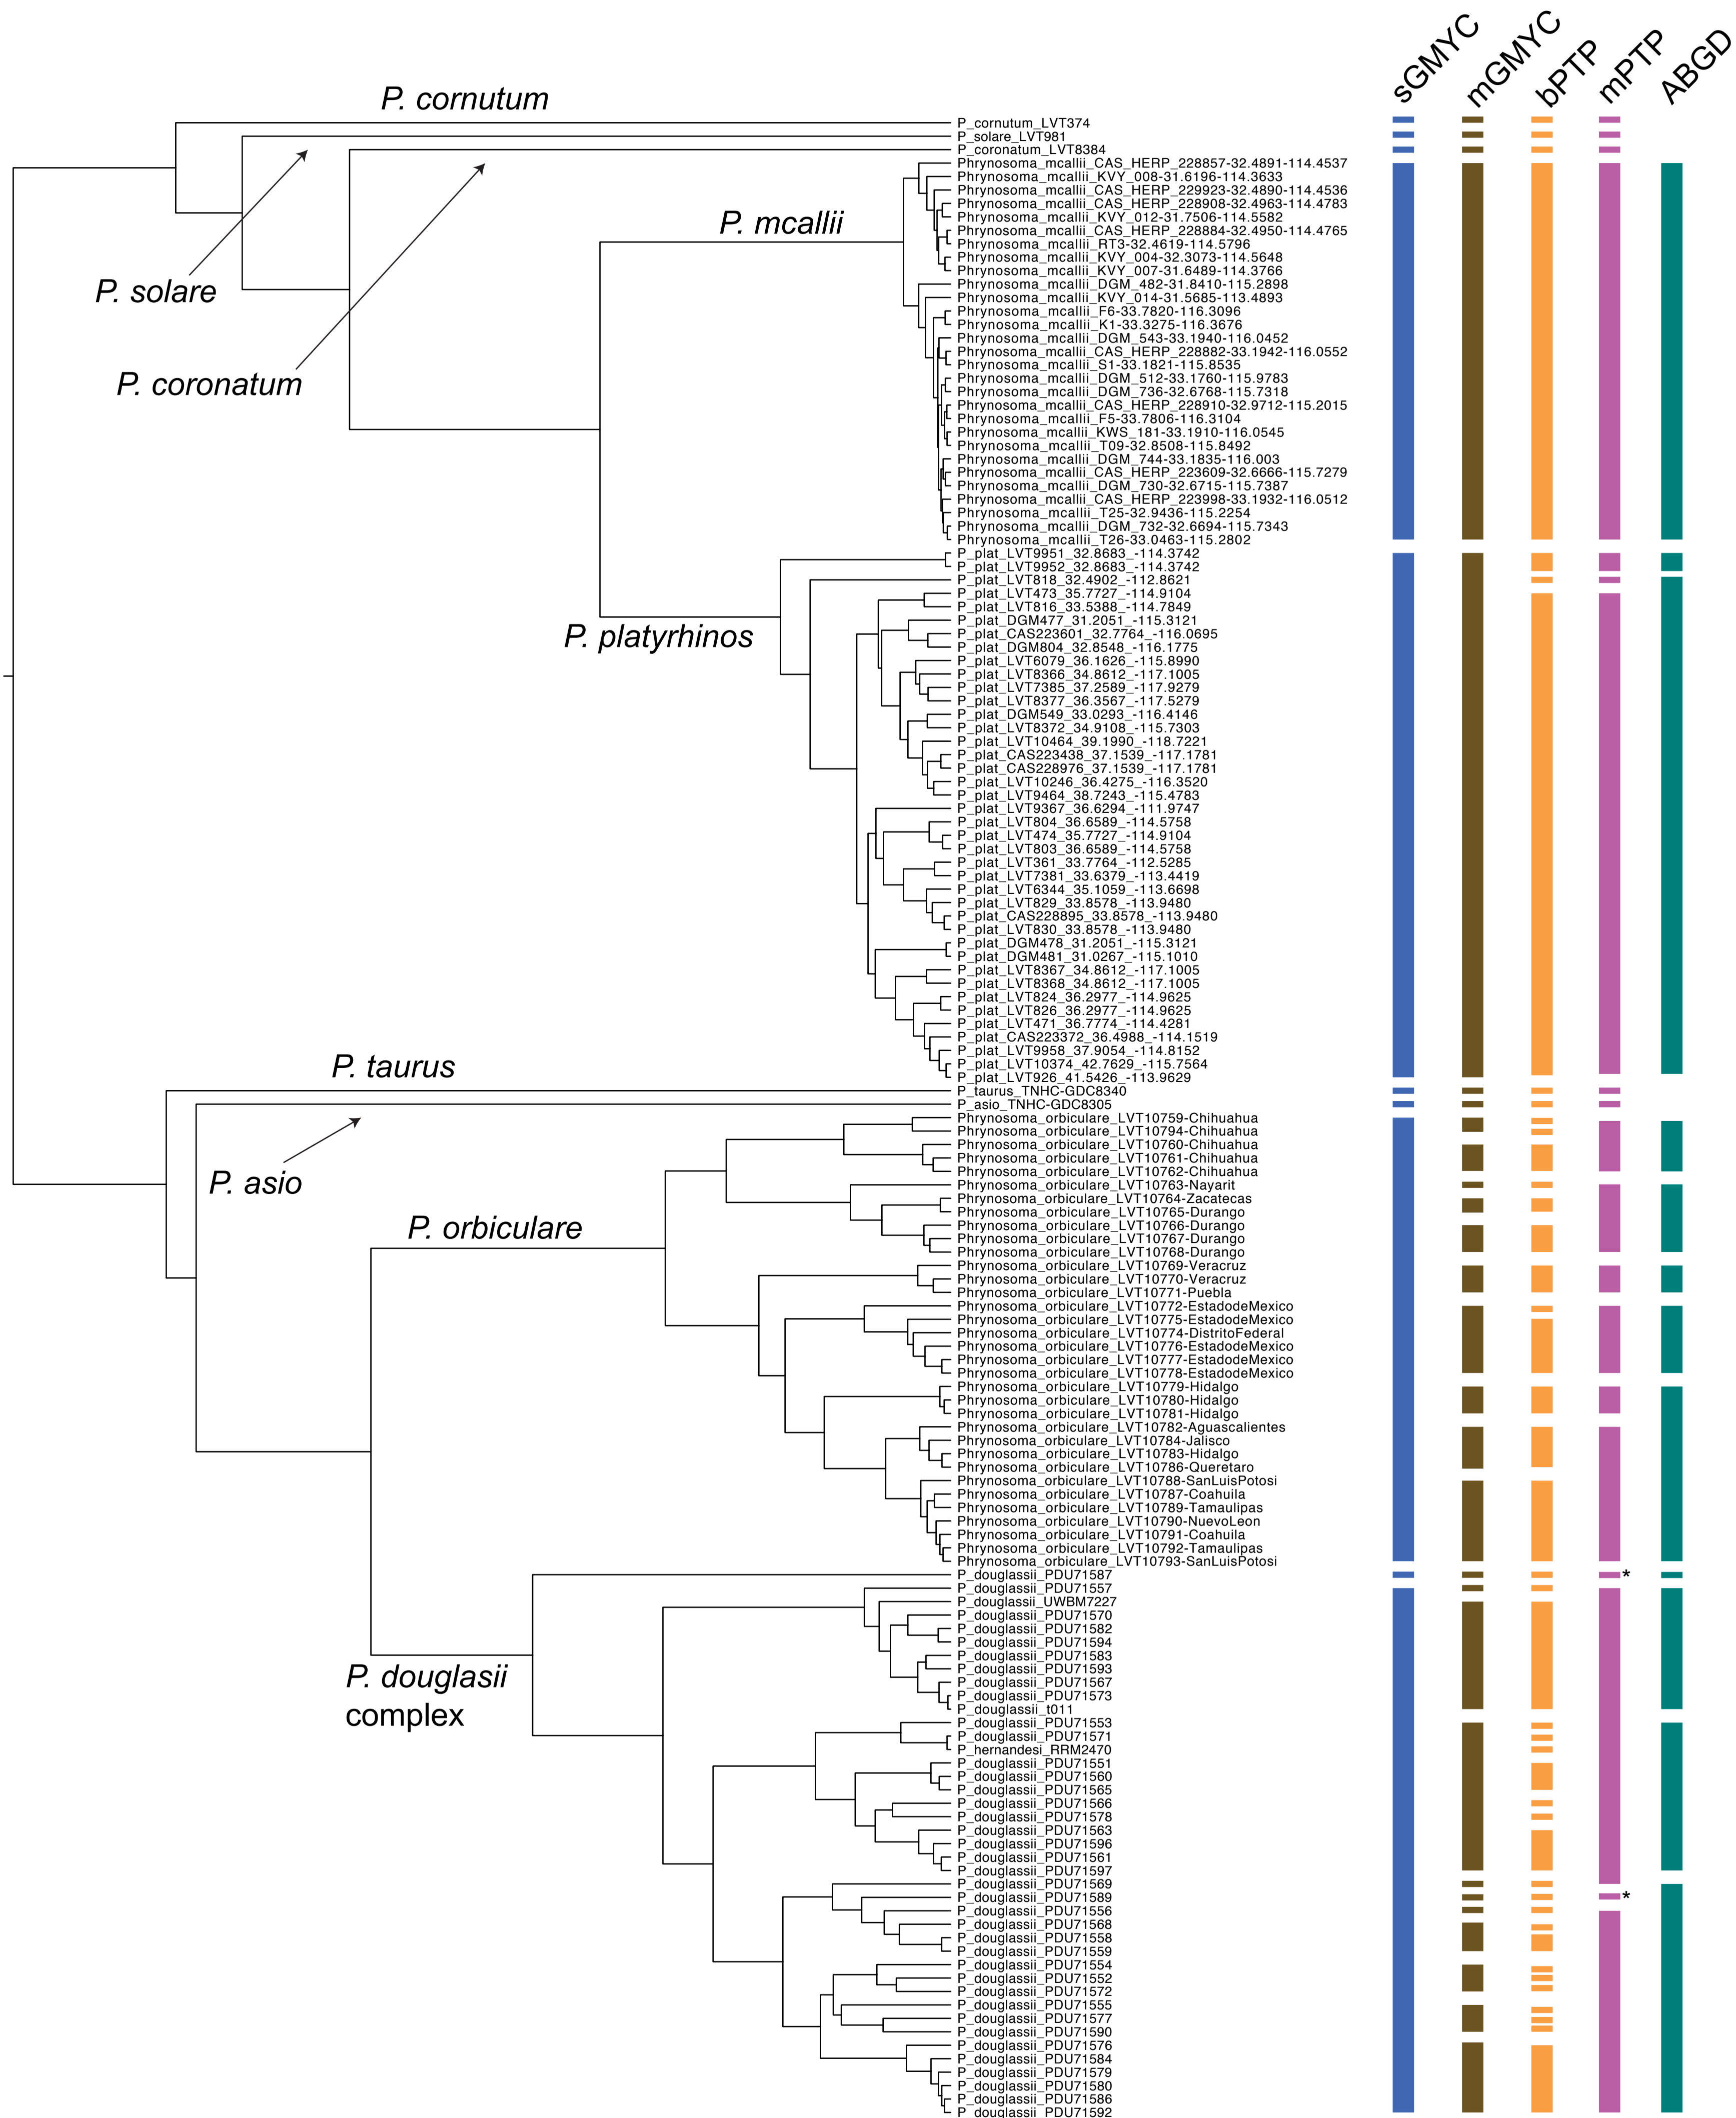 sGMYC
mGMYC
bPTP
mPTP
ABGD
P. cornutum
P. solare
P. coronatum
P. mcallii
P. platyrhinos
P. taurus
P. asio
P. orbiculare
P. douglasii
complex
P_cornutum_LVT374
P_solare_LVT981
P_coronatum_LVT8384
Phrynosoma_mcallii_CAS_HERP_228857-32.4891-114.4537
Phrynosoma_mcallii_KVY_008-31.6196-114.3633
Phrynosoma_mcallii_CAS_HERP_229923-32.4890-114.4536
Phrynosoma_mcallii_CAS_HERP_228908-32.4963-114.4783
Phrynosoma_mcallii_KVY_012-31.7506-114.5582
Phrynosoma_mcallii_CAS_HERP_228884-32.4950-114.4765
Phrynosoma_mcallii_RT3-32.4619-114.5796
Phrynosoma_mcallii_KVY_004-32.3073-114.5648
Phrynosoma_mcallii_KVY_007-31.6489-114.3766
Phrynosoma_mcallii_DGM_482-31.8410-115.2898
Phrynosoma_mcallii_KVY_014-31.5685-113.4893
Phrynosoma_mcallii_F6-33.7820-116.3096
Phrynosoma_mcallii_K1-33.3275-116.3676
Phrynosoma_mcallii_DGM_543-33.1940-116.0452
Phrynosoma_mcallii_CAS_HERP_228882-33.1942-116.0552
Phrynosoma_mcallii_S1-33.1821-115.8535
Phrynosoma_mcallii_DGM_512-33.1760-115.9783
Phrynosoma_mcallii_DGM_736-32.6768-115.7318
Phrynosoma_mcallii_CAS_HERP_228910-32.9712-115.2015
Phrynosoma_mcallii_F5-33.7806-116.3104
Phrynosoma_mcallii_KWS_181-33.1910-116.0545
Phrynosoma_mcallii_T09-32.8508-115.8492
Phrynosoma_mcallii_DGM_744-33.1835-116.003
Phrynosoma_mcallii_CAS_HERP_223609-32.6666-115.7279
Phrynosoma_mcallii_DGM_730-32.6715-115.7387
Phrynosoma_mcallii_CAS_HERP_223998-33.1932-116.0512
Phrynosoma_mcallii_T25-32.9436-115.2254
Phrynosoma_mcallii_DGM_732-32.6694-115.7343
Phrynosoma_mcallii_T26-33.0463-115.2802
P_plat_LVT9951_32.8683_-114.3742
P_plat_LVT9952_32.8683_-114.3742
P_plat_LVT818_32.4902_-112.8621
P_plat_LVT473_35.7727_-114.9104
P_plat_LVT816_33.5388_-114.7849
P_plat_DGM477_31.2051_-115.3121
P_plat_CAS223601_32.7764_-116.0695
P_plat_DGM804_32.8548_-116.1775
P_plat_LVT6079_36.1626_-115.8990
P_plat_LVT8366_34.8612_-117.1005
P_plat_LVT7385_37.2589_-117.9279
P_plat_LVT8377_36.3567_-117.5279
P_plat_DGM549_33.0293_-116.4146
P_plat_LVT8372_34.9108_-115.7303
P_plat_LVT10464_39.1990_-118.7221
P_plat_CAS223438_37.1539_-117.1781
P_plat_CAS228976_37.1539_-117.1781
P_plat_LVT10246_36.4275_-116.3520
P_plat_LVT9464_38.7243_-115.4783
P_plat_LVT9367_36.6294_-111.9747
P_plat_LVT804_36.6589_-114.5758
P_plat_LVT474_35.7727_-114.9104
P_plat_LVT803_36.6589_-114.5758
P_plat_LVT361_33.7764_-112.5285
P_plat_LVT7381_33.6379_-113.4419
P_plat_LVT6344_35.1059_-113.6698
P_plat_LVT829_33.8578_-113.9480
P_plat_CAS228895_33.8578_-113.9480
P_plat_LVT830_33.8578_-113.9480
P_plat_DGM478_31.2051_-115.3121
P_plat_DGM481_31.0267_-115.1010
P_plat_LVT8367_34.8612_-117.1005
P_plat_LVT8368_34.8612_-117.1005
P_plat_LVT824_36.2977_-114.9625
P_plat_LVT826_36.2977_-114.9625
P_plat_LVT471_36.7774_-114.4281
P_plat_CAS223372_36.4988_-114.1519
P_plat_LVT9958_37.9054_-114.8152
P_plat_LVT10374_42.7629_-115.7564
P_plat_LVT926_41.5426_-113.9629
P_taurus_TNHC-GDC8340
P_asio_TNHC-GDC8305
Phrynosoma_orbiculare_LVT10759-Chihuahua
Phrynosoma_orbiculare_LVT10794-Chihuahua
Phrynosoma_orbiculare_LVT10760-Chihuahua
Phrynosoma_orbiculare_LVT10761-Chihuahua
Phrynosoma_orbiculare_LVT10762-Chihuahua
Phrynosoma_orbiculare_LVT10763-Nayarit
Phrynosoma_orbiculare_LVT10764-Zacatecas
Phrynosoma_orbiculare_LVT10765-Durango
Phrynosoma_orbiculare_LVT10766-Durango
Phrynosoma_orbiculare_LVT10767-Durango
Phrynosoma_orbiculare_LVT10768-Durango
Phrynosoma_orbiculare_LVT10769-Veracruz
Phrynosoma_orbiculare_LVT10770-Veracruz
Phrynosoma_orbiculare_LVT10771-Puebla
Phrynosoma_orbiculare_LVT10772-EstadodeMexico
Phrynosoma_orbiculare_LVT10775-EstadodeMexico
Phrynosoma_orbiculare_LVT10774-DistritoFederal
Phrynosoma_orbiculare_LVT10776-EstadodeMexico
Phrynosoma_orbiculare_LVT10777-EstadodeMexico
Phrynosoma_orbiculare_LVT10778-EstadodeMexico
Phrynosoma_orbiculare_LVT10779-Hidalgo
Phrynosoma_orbiculare_LVT10780-Hidalgo
Phrynosoma_orbiculare_LVT10781-Hidalgo
Phrynosoma_orbiculare_LVT10782-Aguascalientes
Phrynosoma_orbiculare_LVT10784-Jalisco
Phrynosoma_orbiculare_LVT10783-Hidalgo
Phrynosoma_orbiculare_LVT10786-Queretaro
Phrynosoma_orbiculare_LVT10788-SanLuisPotosi
Phrynosoma_orbiculare_LVT10787-Coahuila
Phrynosoma_orbiculare_LVT10789-Tamaulipas
Phrynosoma_orbiculare_LVT10790-NuevoLeon
Phrynosoma_orbiculare_LVT10791-Coahuila
Phrynosoma_orbiculare_LVT10792-Tamaulipas
Phrynosoma_orbiculare_LVT10793-SanLuisPotosi
P_douglassii_PDU71587 *
P_douglassii_PDU71557
P_douglassii_UWBM7227
P_douglassii_PDU71570
P_douglassii_PDU71582
P_douglassii_PDU71594
P_douglassii_PDU71583
P_douglassii_PDU71593
P_douglassii_PDU71567
P_douglassii_PDU71573
P_douglassii_t011
P_douglassii_PDU71553
P_douglassii_PDU71571
P_hernandesi_RRM2470
P_douglassii_PDU71551
P_douglassii_PDU71560
P_douglassii_PDU71565
P_douglassii_PDU71566
P_douglassii_PDU71578
P_douglassii_PDU71563
P_douglassii_PDU71596
P_douglassii_PDU71561
P_douglassii_PDU71597
P_douglassii_PDU71569
P_douglassii_PDU71589 *
P_douglassii_PDU71556
P_douglassii_PDU71568
P_douglassii_PDU71558
P_douglassii_PDU71559
P_douglassii_PDU71554
P_douglassii_PDU71552
P_douglassii_PDU71572
P_douglassii_PDU71555
P_douglassii_PDU71577
P_douglassii_PDU71590
P_douglassii_PDU71576
P_douglassii_PDU71584
P_douglassii_PDU71579
P_douglassii_PDU71580
P_douglassii_PDU71586
P_douglassii_PDU71592